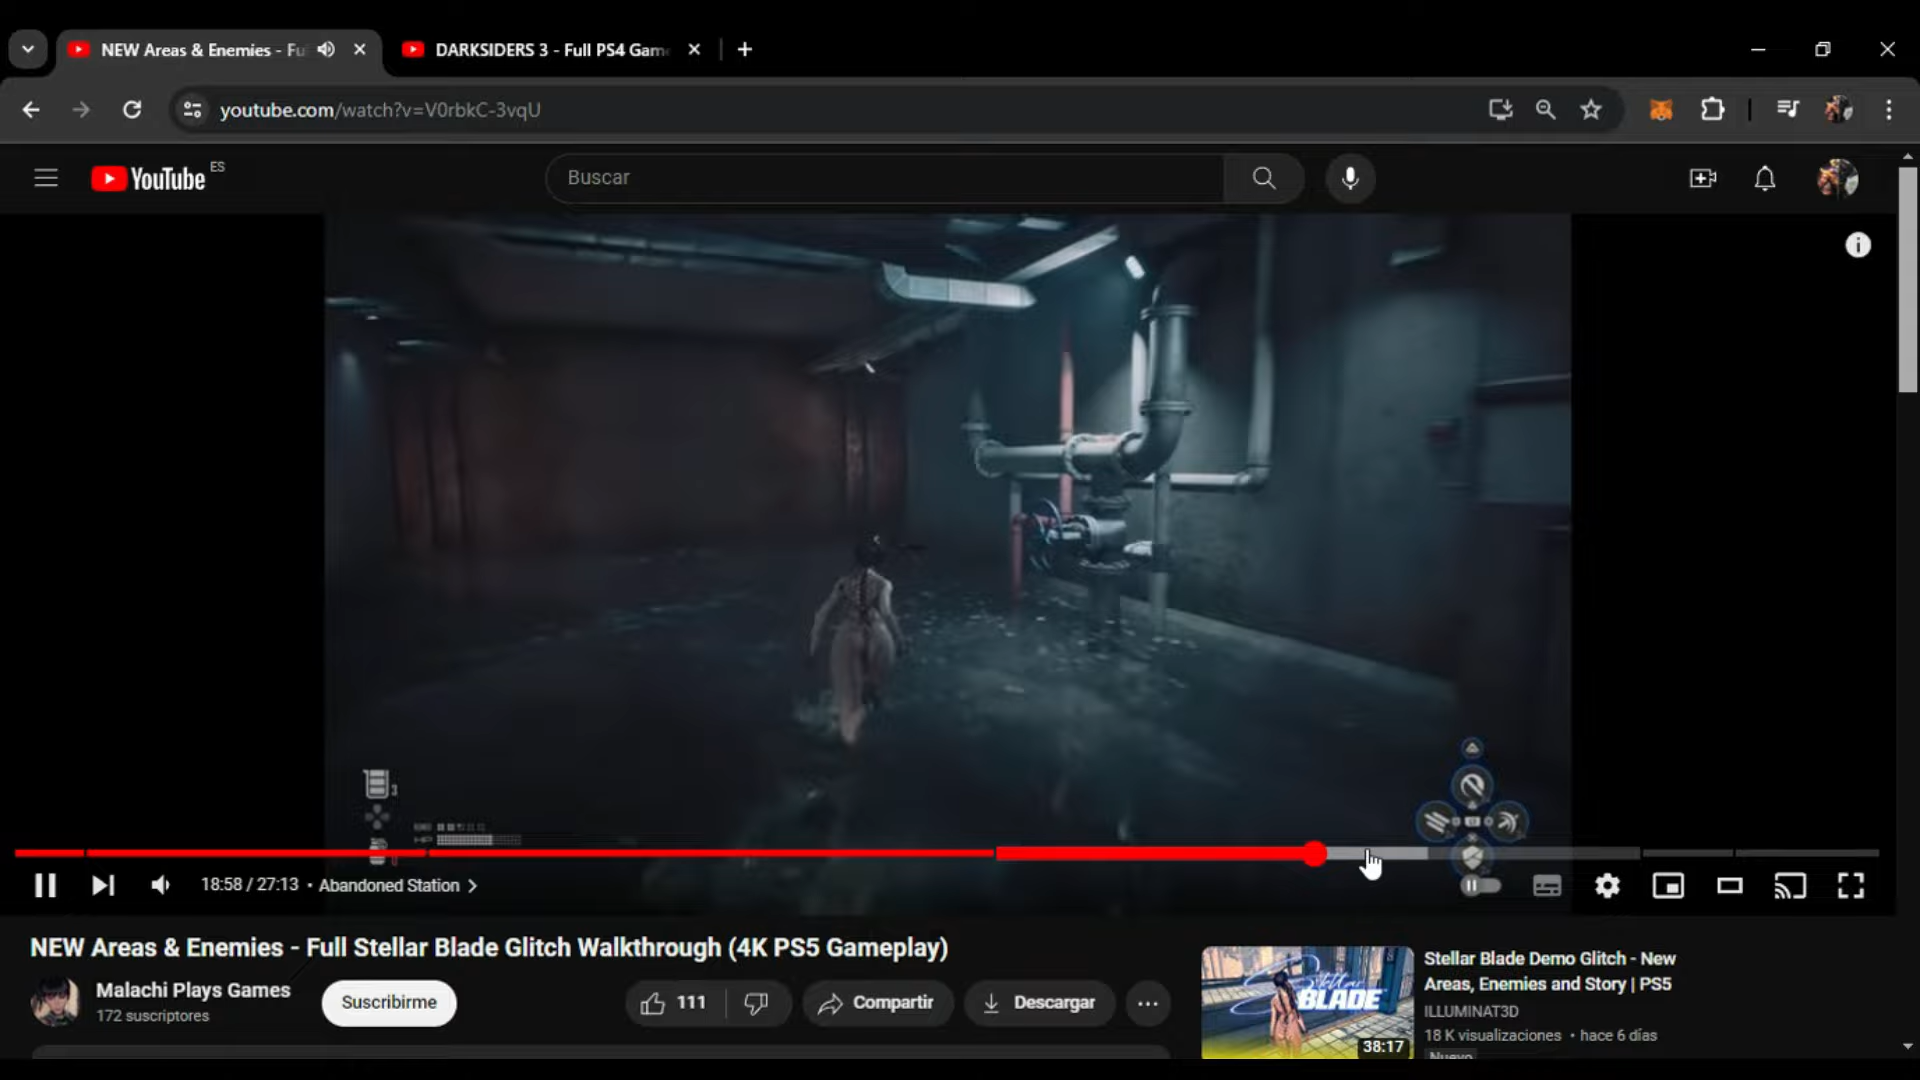 NEW Areas & Enemies - Fu
DARKSIDERS 3 - Full PS4 Gam
youtube.com/watch?v=V0rbkC-3vqU
YouTube ES
Buscar
3
18:58 / 27:13 • Abandoned Station
NEW Areas & Enemies - Full Stellar Blade Glitch Walkthrough (4K PS5 Gameplay)
Malachi Plays Games
172 suscriptores
Suscribirme
111
Compartir
Descargar
BLADE
38:17
Stellar Blade Demo Glitch - New
Areas, Enemies and Story | PS5
ILLUMINAT3D
18 K visualizaciones • hace 6 días
Nuevo